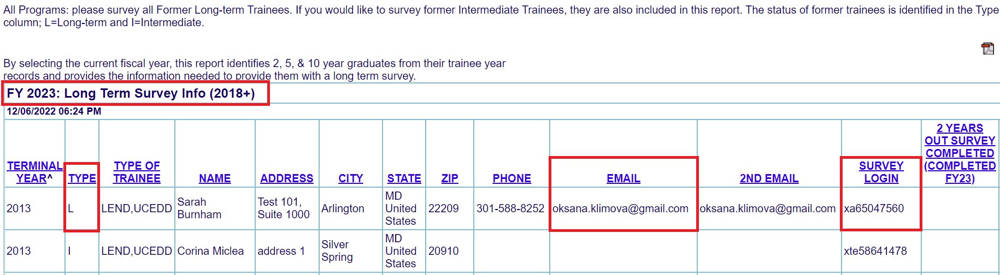 All Programs: please survey all Former Long-term Trainees. If you would like to survey former Intermediate Trainees, they are also included in this report. The status of former trainees is identified in the Type
column; L=Long-term and I=Intermediate.
By selecting the current fiscal year, this report identifies 2, 5, & 10 year graduates from their trainee year
records and provides the information needed to provide them with a long term survey.
FY 2023: Long Term Survey Info (2018+)
12/06/2022 06:24 PM
TERMINAL YEAR^ TYPE TYPE OF TRAINEE NAME ADDRESS CITY STATE ZIP PHONE EMAIL 2ND EMAIL SURVEY LOGIN 2 YEARS OUT SURVEY COMPLETED (COMPLETED FY23)
2013 L LEND,UCEDD Sarah Burnham Test 101, Suite 1000 Arlington MD United States 22209 301-588-8252 oksana.klimova@gmail.com oksana.klimova@gmail.com xa65047560
2013 I LEND,UCEDD Corina Miclea address 1 Silver Spring MD United States 20910 xte58641478